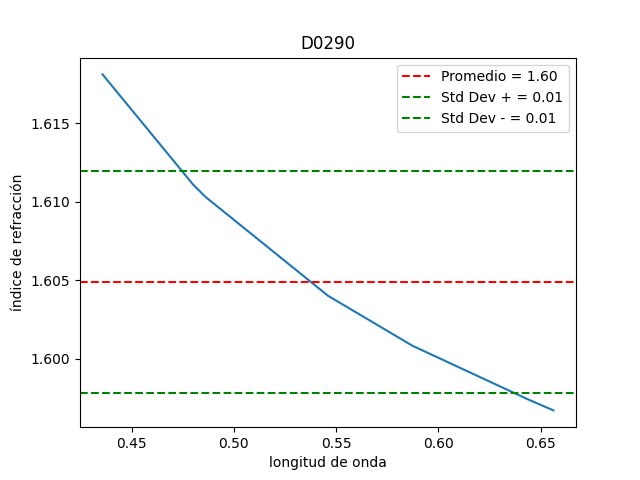 D0290
Promedio = 1.60
Std Dev + = 0.01
Std Dev - = 0.01
índice de refracción
1.615
1.610
1.605
1.600
0.45 0.50 0.55 0.60 0.65
longitud de onda